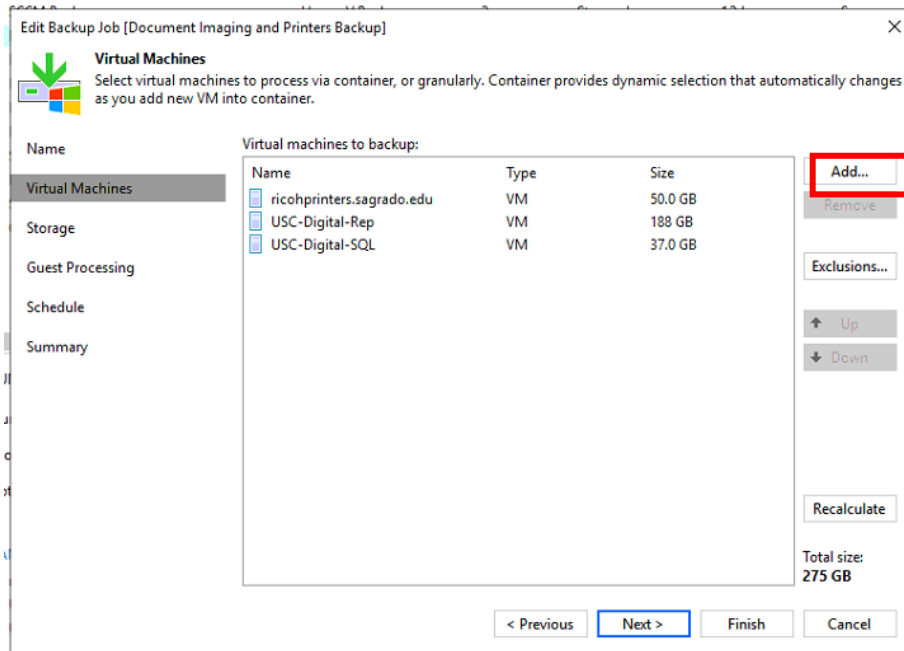 Edit Backup Job [Document Imaging and Printers Backup]
Virtual Machines
Select virtual machines to process via container, or granularly. Container provides dynamic selection that automatically changes
as you add new VM into container.
Name
Virtual Machines
Storage
Guest Processing
Schedule
Summary
Virtual machines to backup:
Name Type Size
ricohprinters.sagrado.edu VM 50.0 GB
USC-Digital-Rep VM 188 GB
USC-Digital-SQL VM 37.0 GB
Add...
Remove
Exclusions...
Up
Down
Recalculate
Total size:
275 GB
< Previous
Next >
Finish
Cancel